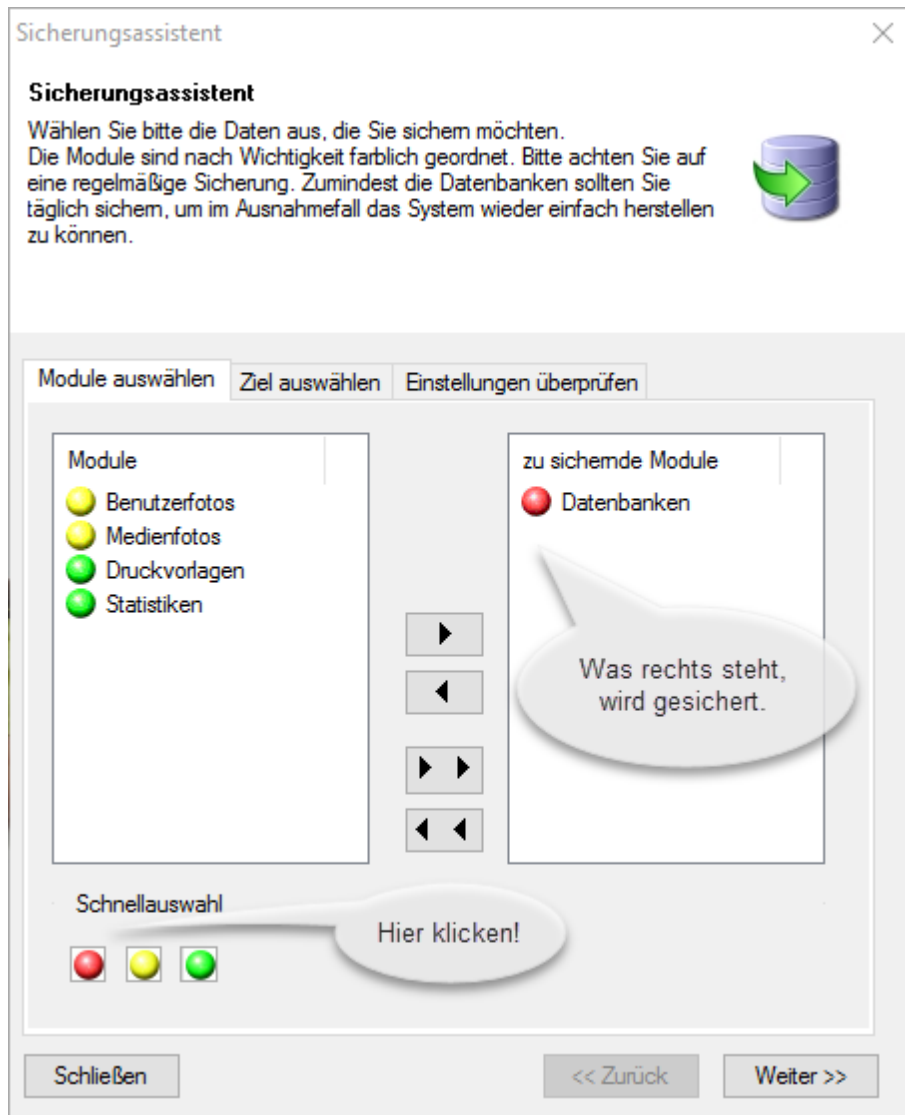 Sicherungsassistent
Sicherungsassistent
Wählen Sie bitte die Daten aus, die Sie sichern möchten.
Die Module sind nach Wichtigkeit farblich geordnet. Bitte achten Sie auf
eine regelmäßige Sicherung. Zumindest die Datenbanken sollten Sie
täglich sichern, um im Ausnahmefall das System wieder einfach herstellen
zu können.
Module auswählen
Ziel auswählen
Einstellungen überprüfen
Module
Benutzerfotos
Medienfotos
Druckvorlagen
Statistiken
zu sichernde Module
Datenbanken
Was rechts steht,
wird gesichert.
Schnellauswahl
Hier klicken!
Schließen
<< Zurück
Weiter >>